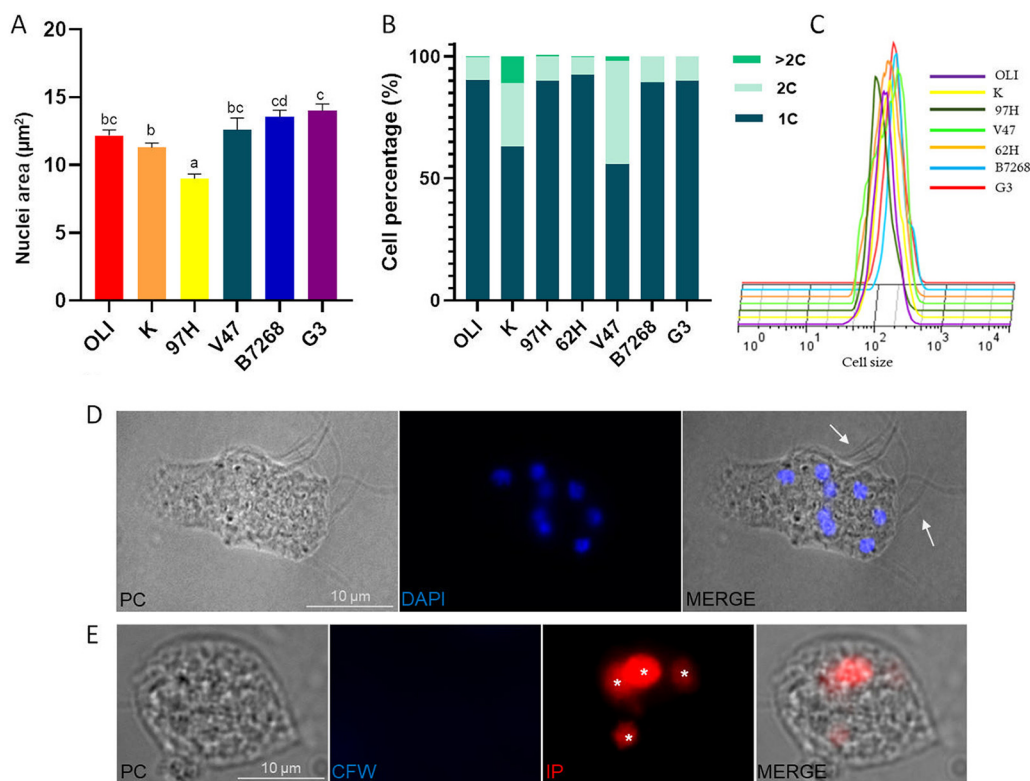 A
Nuclei area (µm²)
20
15
10
5
0
bc
b
a
bc
cd
c
OLI
K
97H
V47
B7268
G3
B
Cell percentage (%)
100
50
0
OLI
K
97H
62H
V47
B7268
G3
>2C
2C
1C
C
OLI
K
97H
V47
62H
B7268
G3
10⁰
10¹
10²
10³
10⁴
Cell size
D
PC
10 µm
DAPI
MERGE
E
* * * *
PC
10 µm
CFW
IP
MERGE